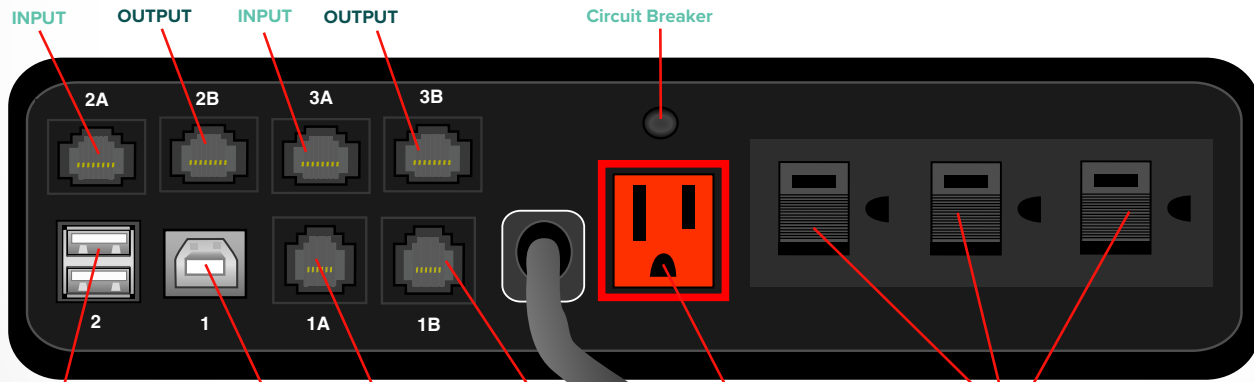 INPUT OUTPUT INPUT OUTPUT Circuit Breaker
2A 2B 3A 3B
2 1 1A 1B